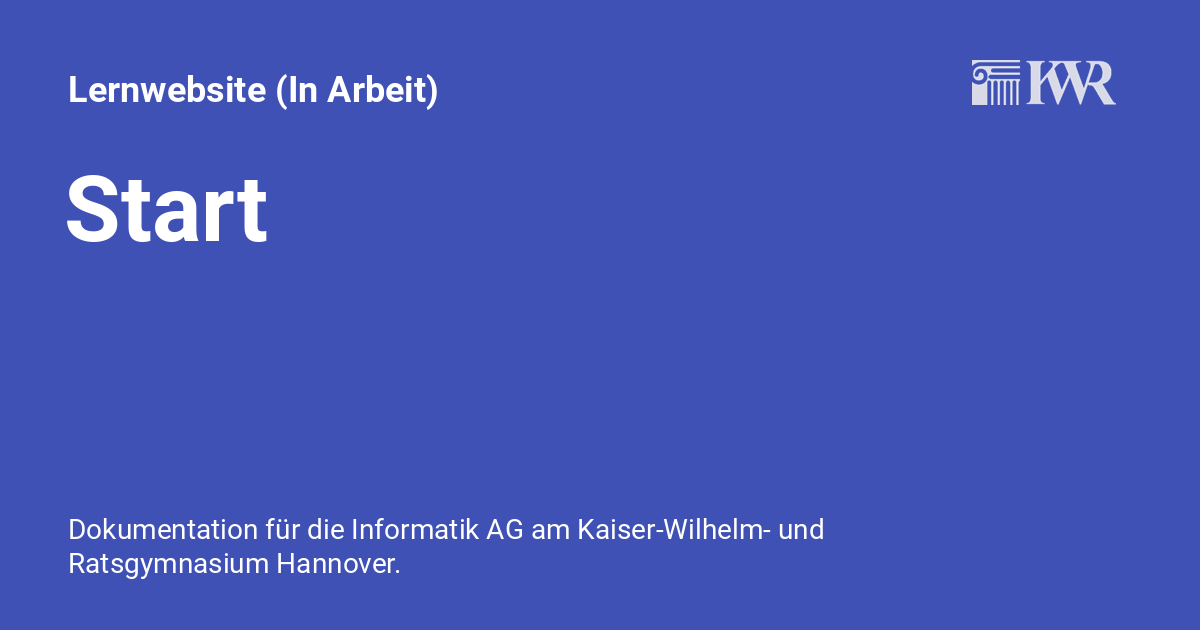 Lernwebsite (In Arbeit)
KWR
Start
Dokumentation für die Informatik AG am Kaiser-Wilhelm- und
Ratsgymnasium Hannover.